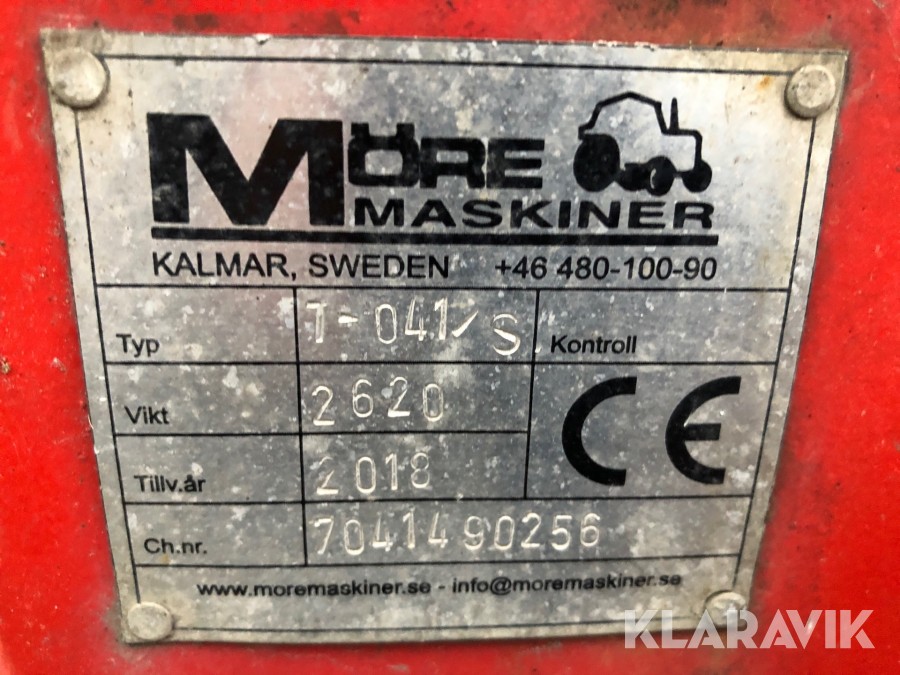 MÖRE
MASKINER
KALMAR, SWEDEN +46 480-100-90
Typ T-041/S Kontroll
Vikt 2620 CE
Tillv.år 2018
Ch.nr. 70414490256
www.moremaskiner.se - info@moremaskiner.se
KLARAVIK